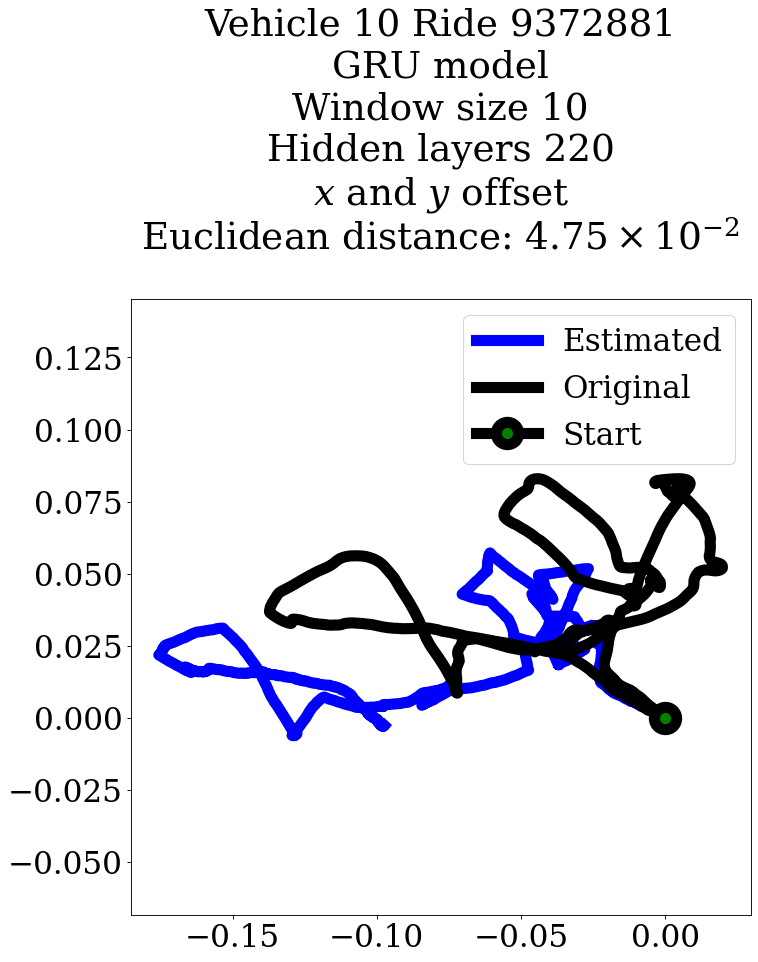 Vehicle 10 Ride 9372881
GRU model
Window size 10
Hidden layers 220
x and y offset
Euclidean distance: 4.75 × 10⁻²
Estimated
Original
Start
0.125
0.100
0.075
0.050
0.025
0.000
−0.025
−0.050
−0.15 −0.10 −0.05 0.00